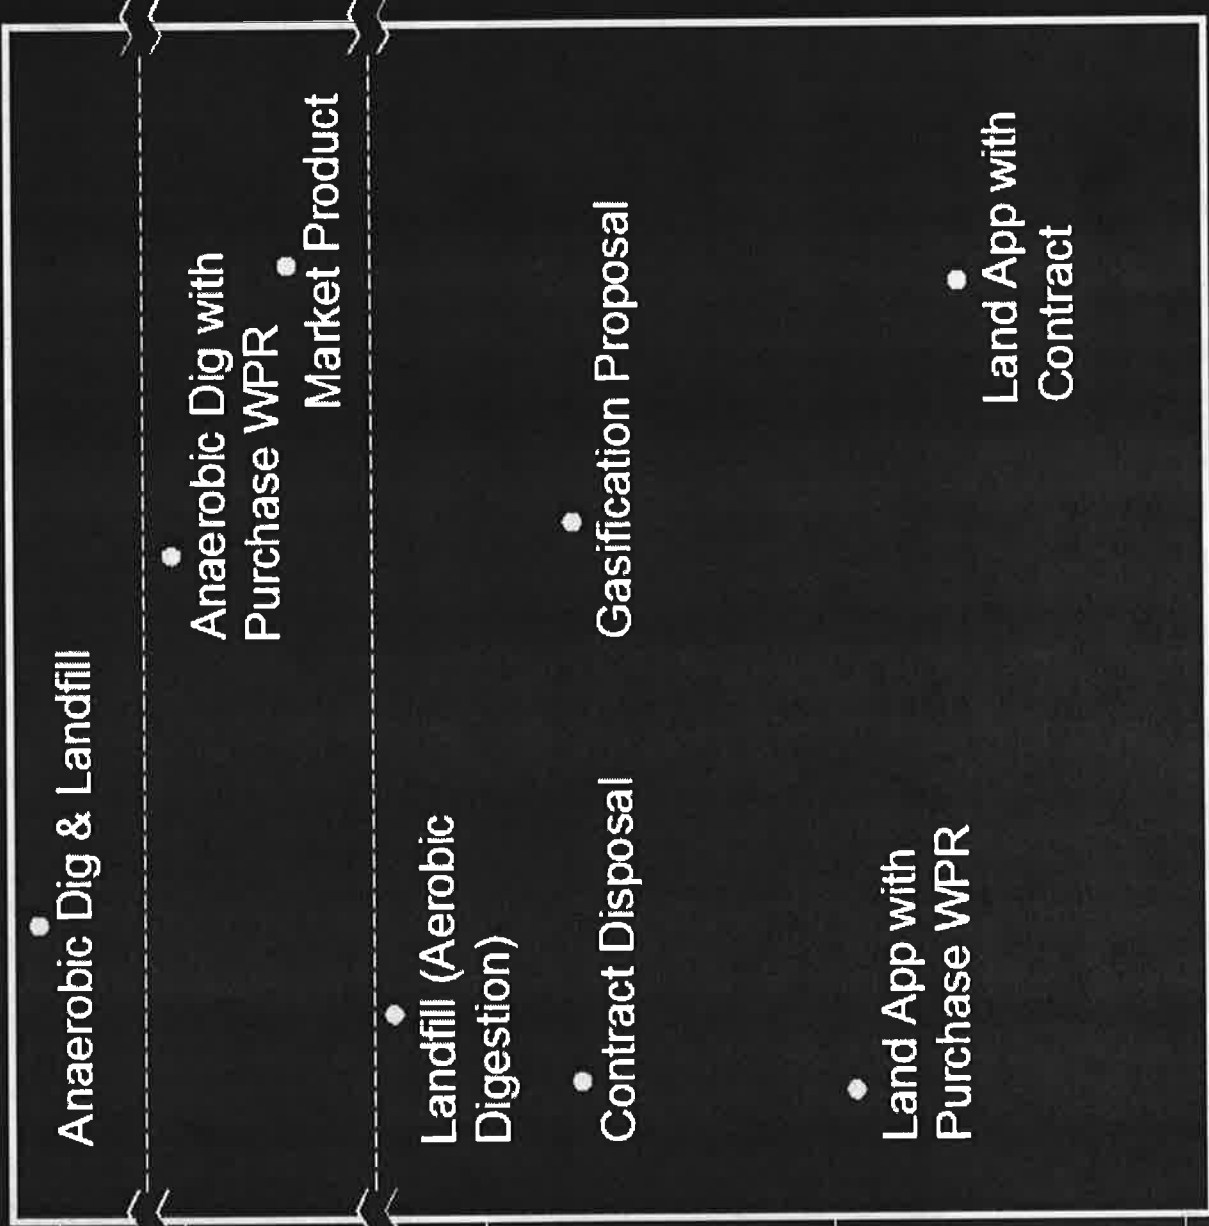 Anaerobic Dig & Landfill
Anaerobic Dig with
Purchase WPR
Market Product
Landfill (Aerobic
Digestion)
Contract Disposal
Gasification Proposal
Land App with
Purchase WPR
Land App with
Contract